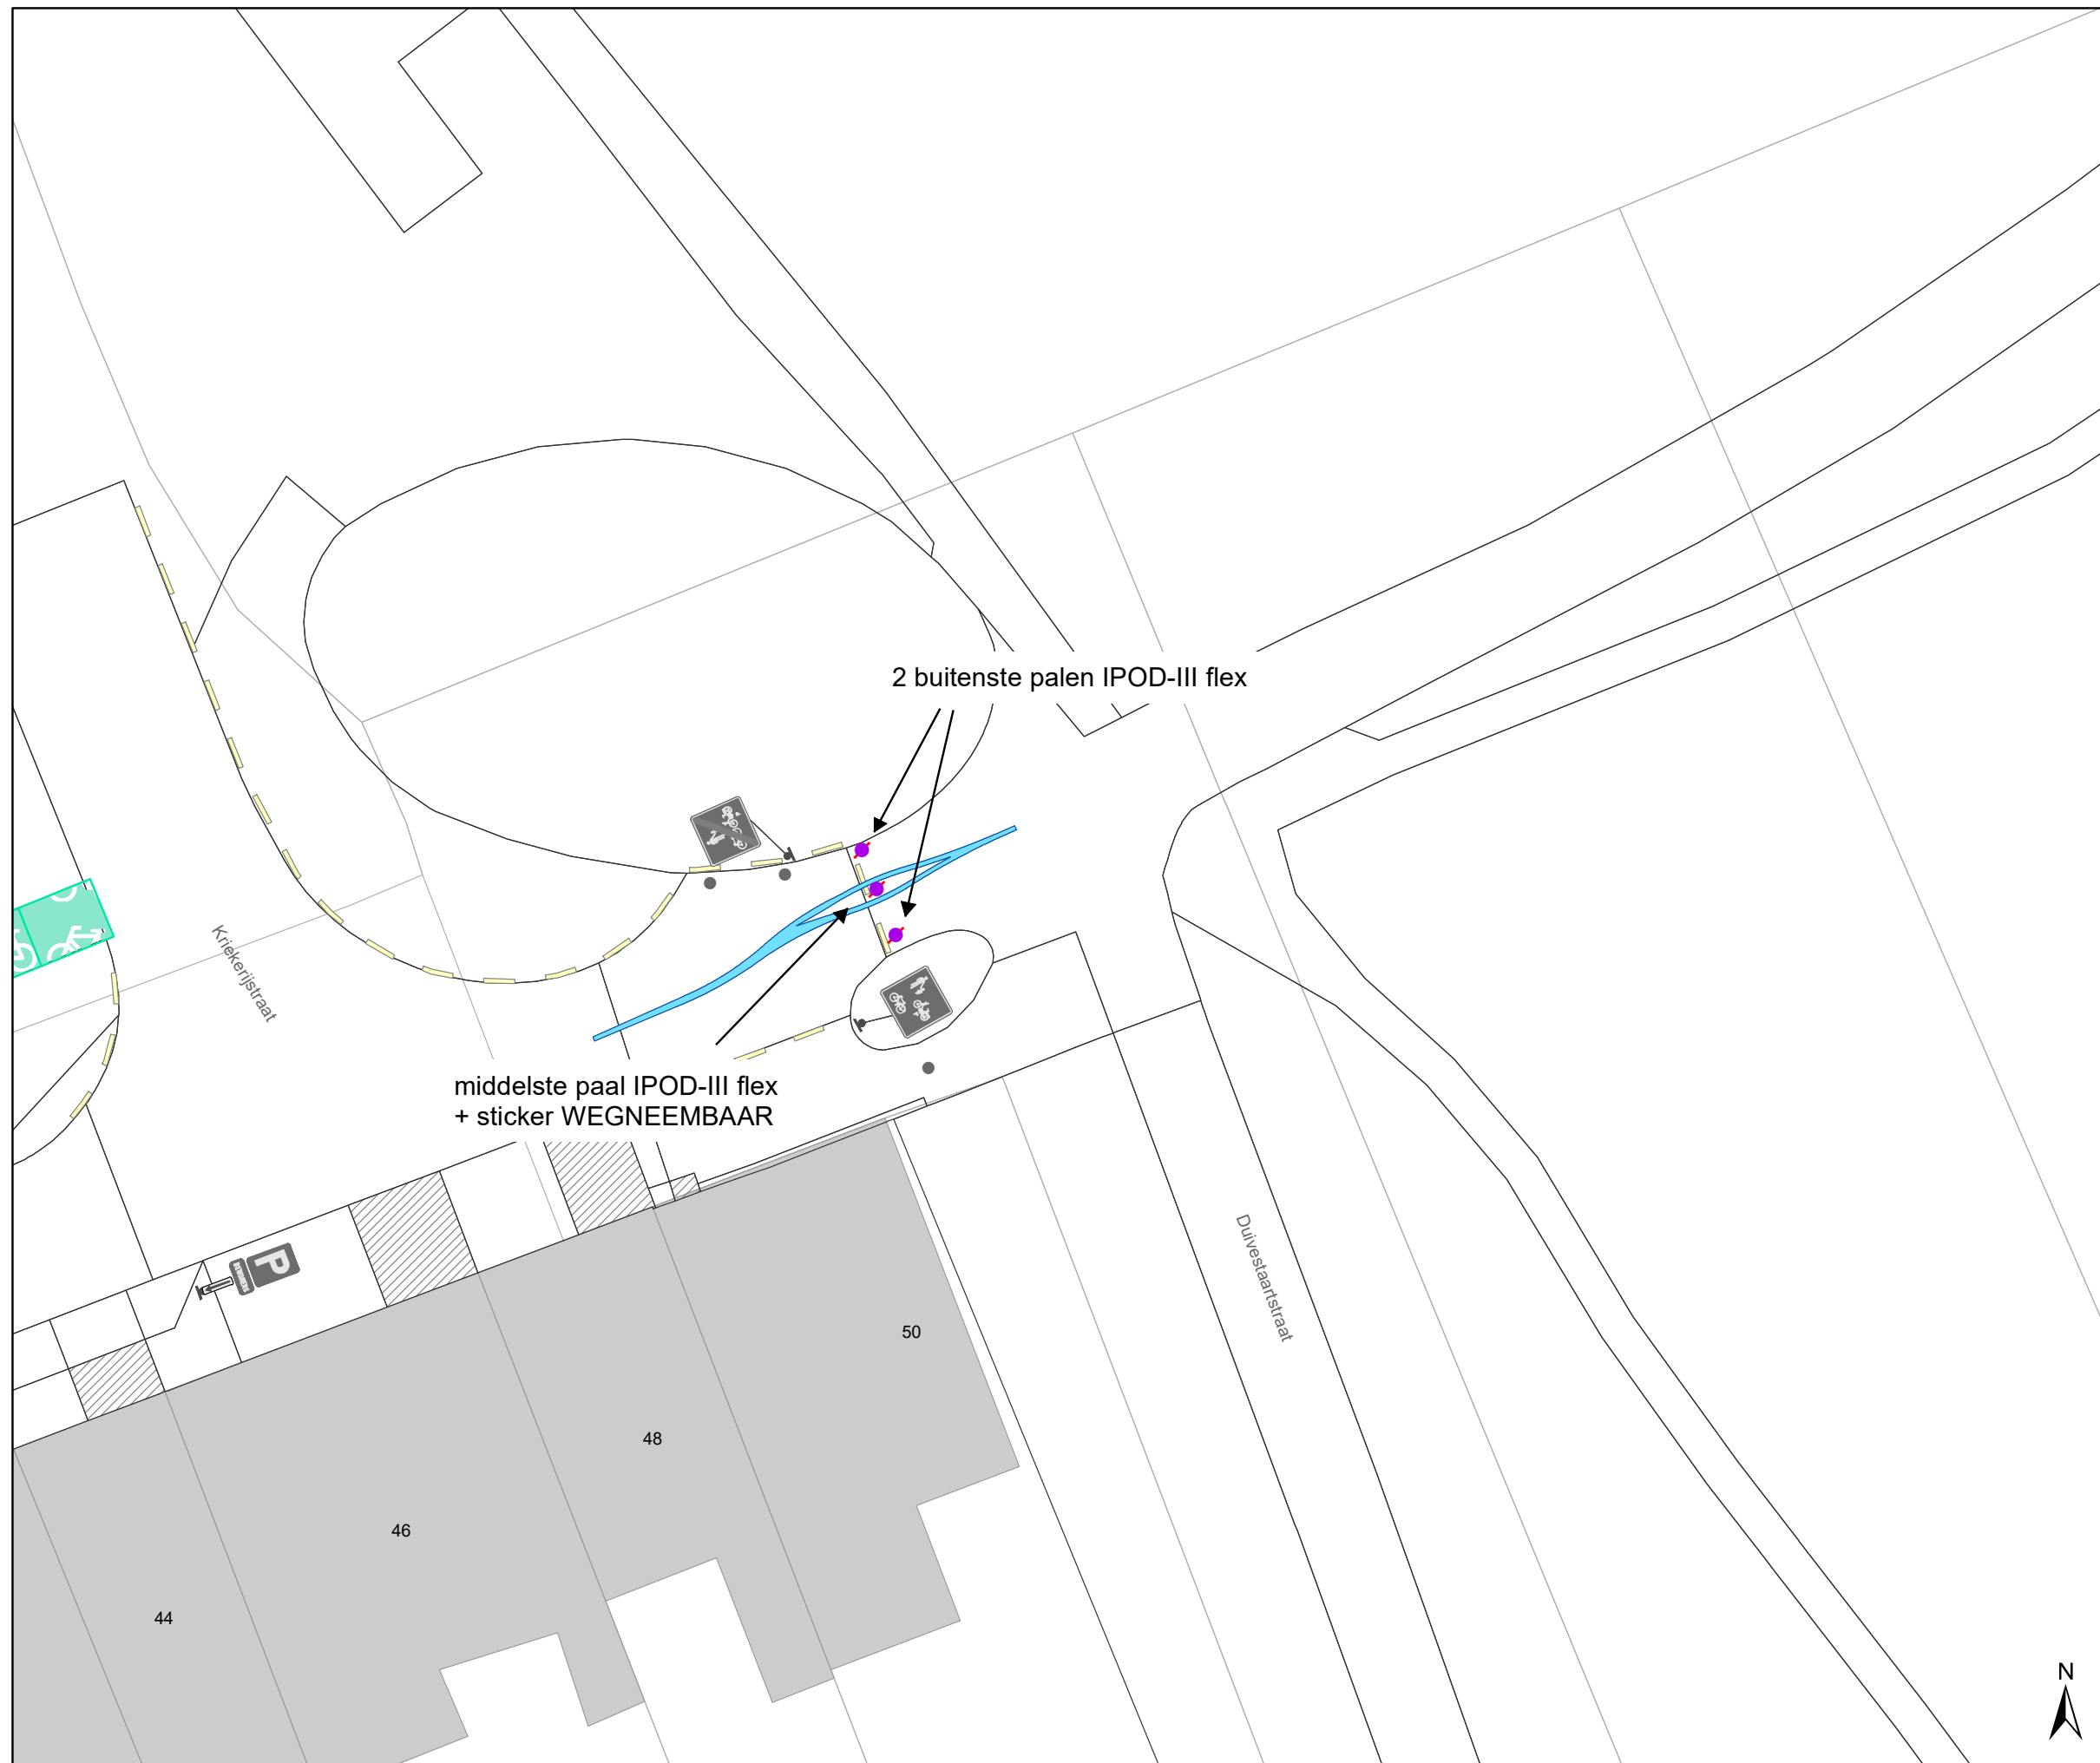 2 buitenste palen IPOD-III flex
Kriekerijstraat
middelste paal IPOD-III flex
+ sticker WEGNEEMBAAR
P
BEWONERS
Duivestaartstraat
50
48
46
44
N